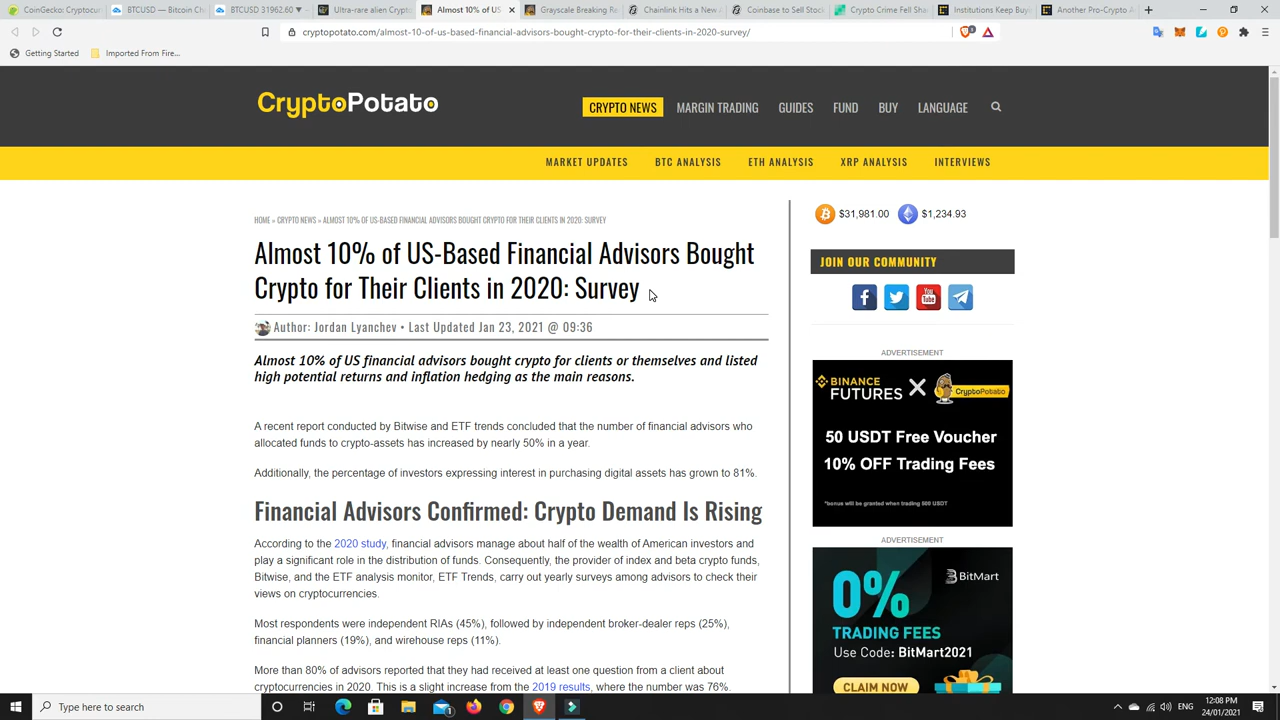 CoinGecko: Cryptocurr
BTCUSD — Bitcoin Ch
BTCUSD 31962.60
Ultra-rare alien Crypto
Almost 10% of US
Grayscale Breaking Re
Chainlink Hits a New A
Coinbase to Sell Stock
Crypto Crime Fell Sha
Institutions Keep Buy
Another Pro-Crypto A
cryptopotato.com/almost-10-of-us-based-financial-advisors-bought-crypto-for-their-clients-in-2020-survey/
Getting Started
Imported From Fire...
CryptoPotato
CRYPTO NEWS
MARGIN TRADING
GUIDES
FUND
BUY
LANGUAGE
MARKET UPDATES
BTC ANALYSIS
ETH ANALYSIS
XRP ANALYSIS
INTERVIEWS
HOME » CRYPTO NEWS » ALMOST 10% OF US-BASED FINANCIAL ADVISORS BOUGHT CRYPTO FOR THEIR CLIENTS IN 2020: SURVEY
Almost 10% of US-Based Financial Advisors Bought
Crypto for Their Clients in 2020: Survey
Author: Jordan Lyanchev • Last Updated Jan 23, 2021 @ 09:36
Almost 10% of US financial advisors bought crypto for clients or themselves and listed
high potential returns and inflation hedging as the main reasons.
A recent report conducted by Bitwise and ETF trends concluded that the number of financial advisors who
allocated funds to crypto-assets has increased by nearly 50% in a year.
Additionally, the percentage of investors expressing interest in purchasing digital assets has grown to 81%.
Financial Advisors Confirmed: Crypto Demand Is Rising
According to the 2020 study, financial advisors manage about half of the wealth of American investors and
play a significant role in the distribution of funds. Consequently, the provider of index and beta crypto funds,
Bitwise, and the ETF analysis monitor, ETF Trends, carry out yearly surveys among advisors to check their
views on cryptocurrencies.
Most respondents were independent RIAs (45%), followed by independent broker-dealer reps (25%),
financial planners (19%), and wirehouse reps (11%).
More than 80% of advisors reported that they had received at least one question from a client about
cryptocurrencies in 2020. This is a slight increase from the 2019 results, where the number was 76%.
$31,981.00
$1,234.93
JOIN OUR COMMUNITY
You
Tube
ADVERTISEMENT
BINANCE
FUTURES
CryptoPotato
50 USDT Free Voucher
10% OFF Trading Fees
*bonus will be granted when trading 500 USDT
ADVERTISEMENT
BitMart
0%
TRADING FEES
Use Code: BitMart2021
CLAIM NOW
Type here to search
ENG
12:08 PM
24/01/2021